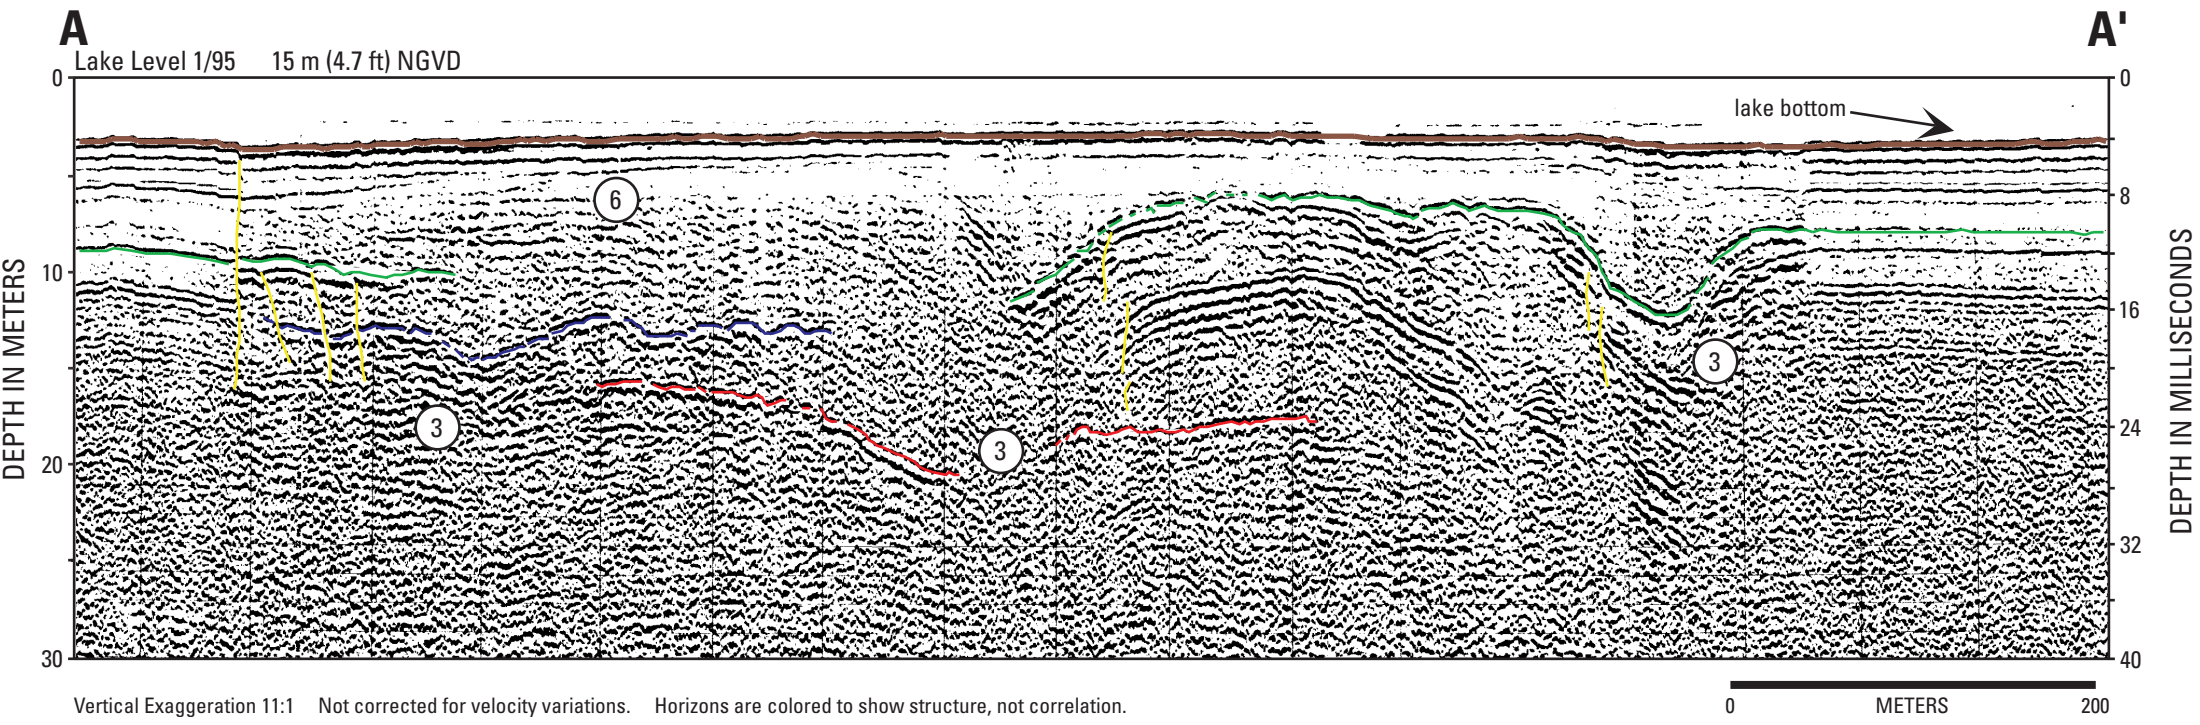 A A'
Lake Level 1/95 15 m (4.7 ft) NGVD
0 0
lake bottom
6
8
10
16
3
3
24
3
20
32
30 40
DEPTH IN METERS
DEPTH IN MILLISECONDS
Vertical Exaggeration 11:1 Not corrected for velocity variations. Horizons are colored to show structure, not correlation.
0 METERS 200